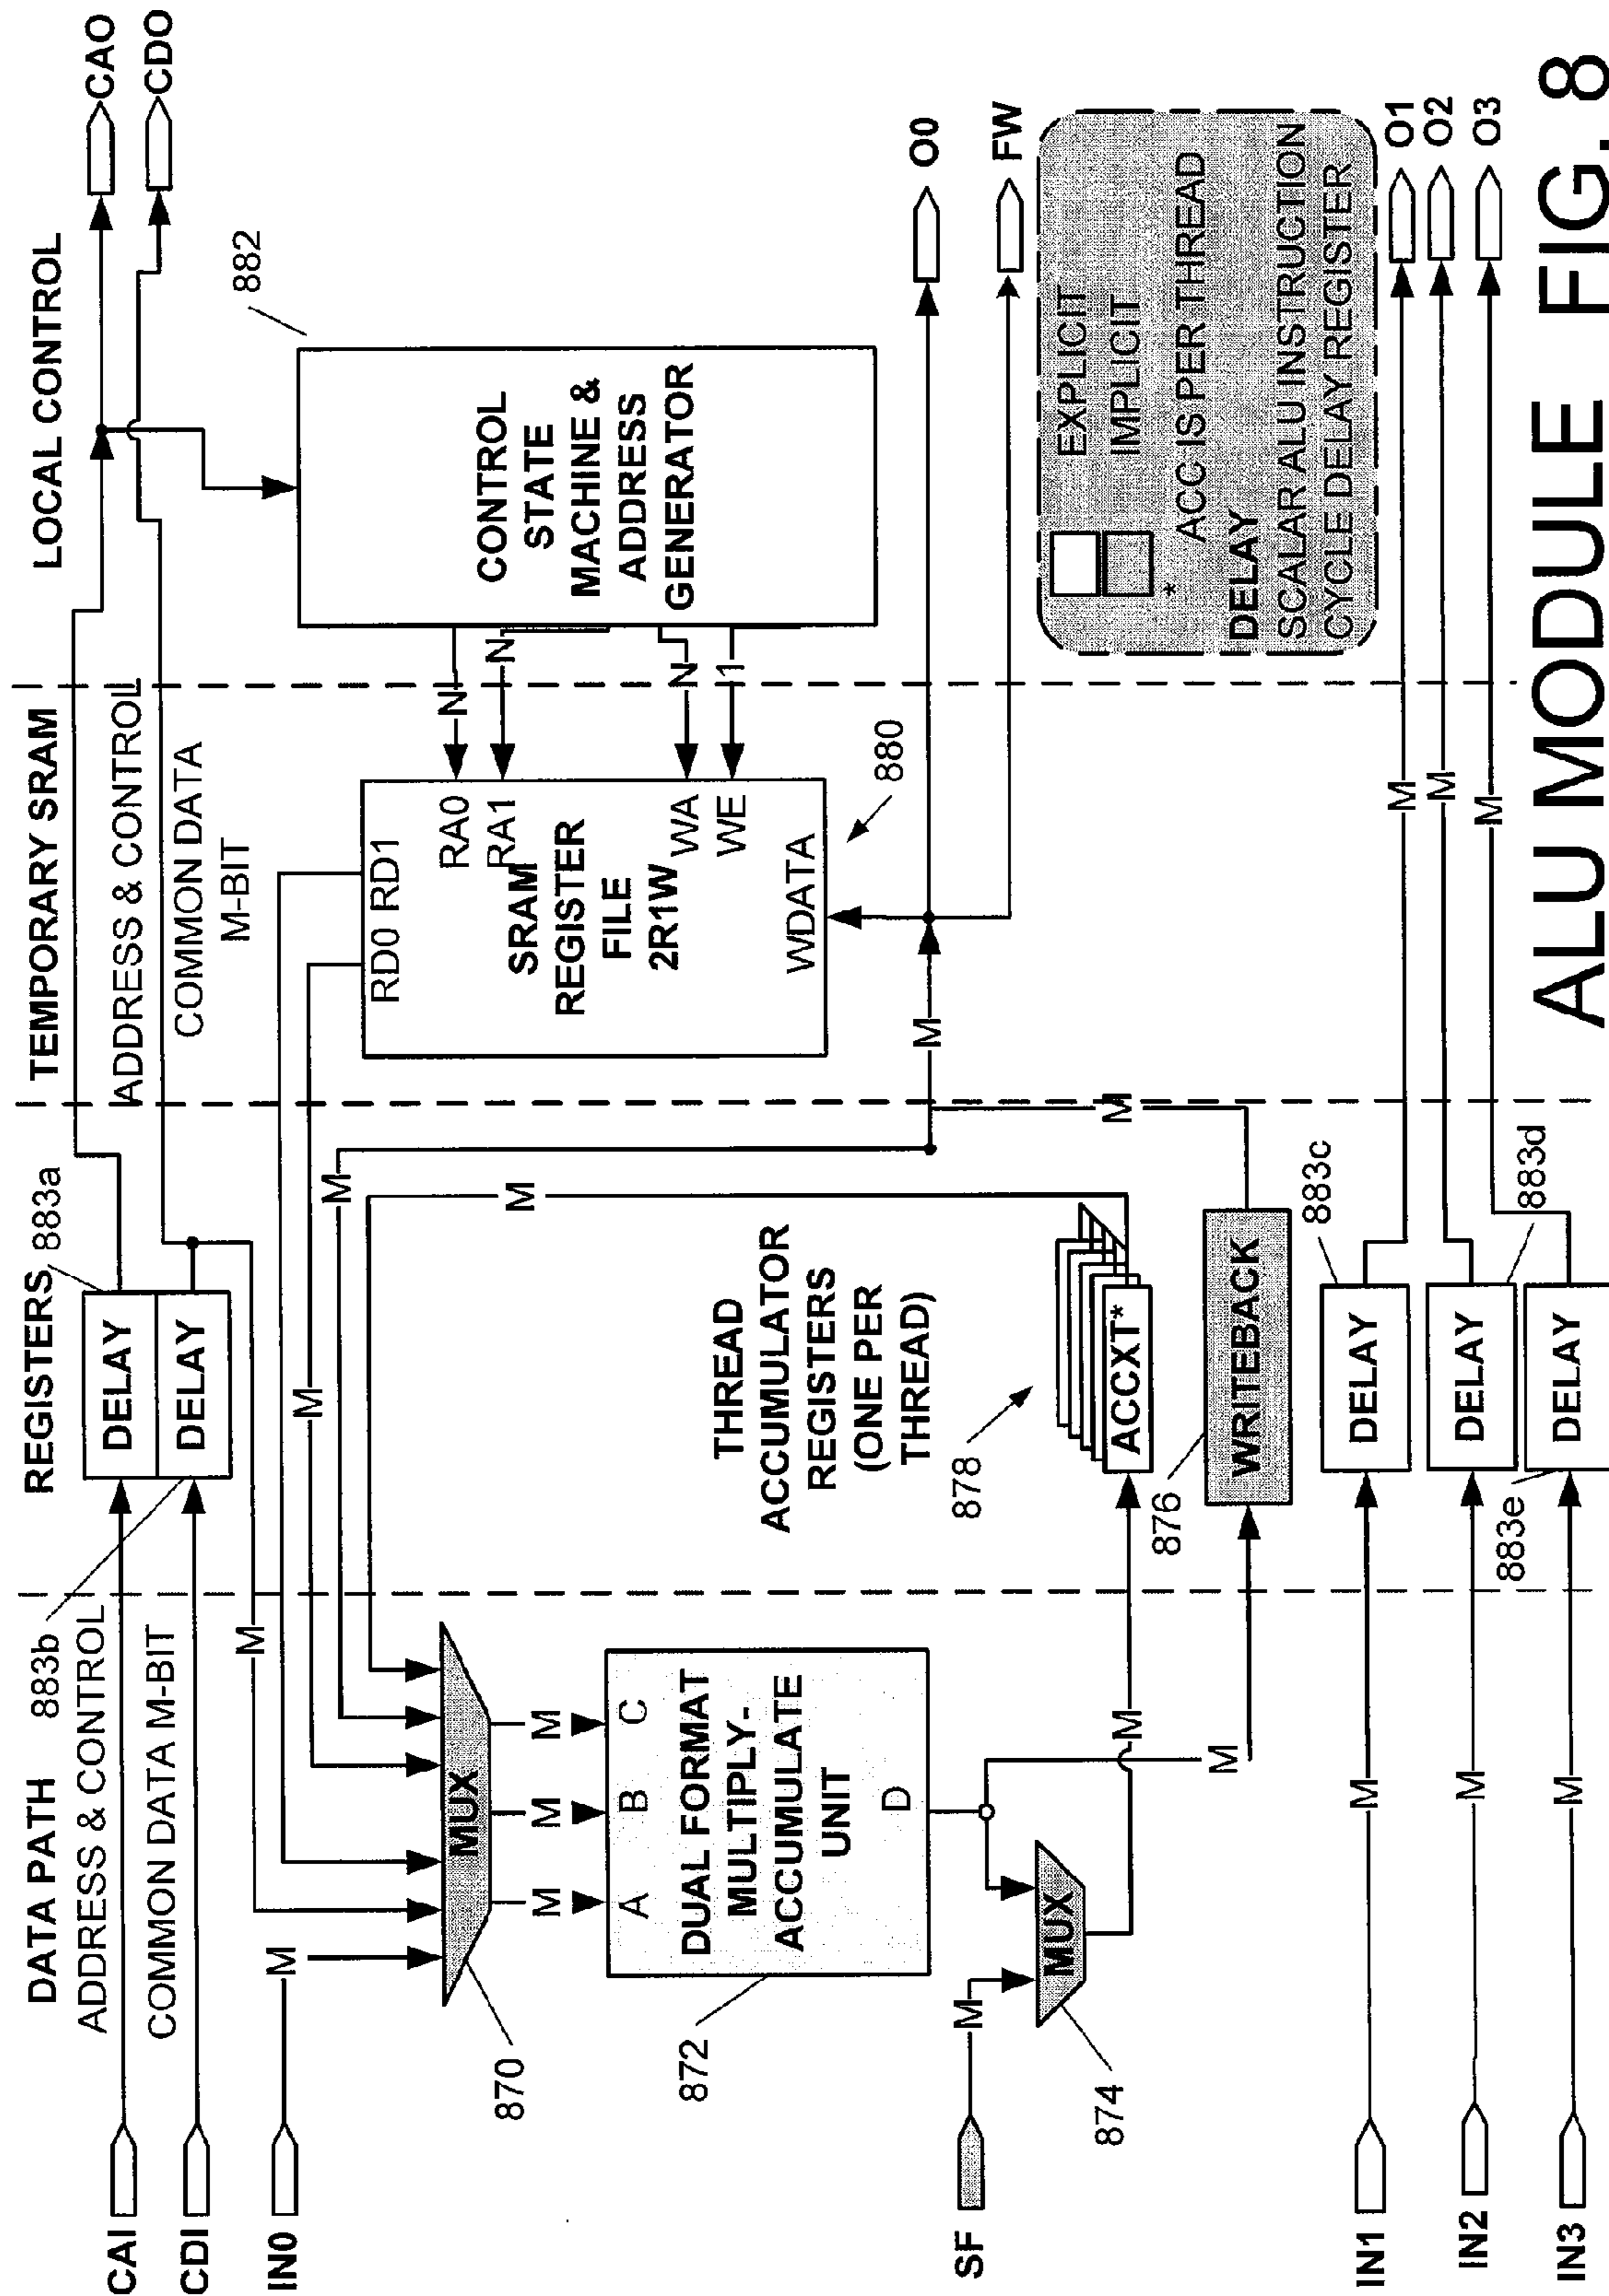 DATA PATH
REGISTERS
TEMPORARY SRAM
LOCAL CONTROL
ADDRESS & CONTROL
COMMON DATA M-BIT
883b
883a
ADDRESS & CONTROL
COMMON DATA
M-BIT
CAI
CDI
IN0
DELAY
DELAY
CAO
CDO
M
M
M
M
M
870
MUX
M
M
M
A
B
C
872
DUAL FORMAT
MULTIPLY-
ACCUMULATE
UNIT
D
SF
M
MUX
874
M
M
THREAD
ACCUMULATOR
REGISTERS
(ONE PER
THREAD)
878
ACCXT*
876
WRITEBACK
M
M
RD0 RD1
RA0
RA1
SRAM
REGISTER
FILE
2R1W
WA
WE
WDATA
880
N
N
N
1
CONTROL
STATE
MACHINE &
ADDRESS
GENERATOR
882
O0
FW
EXPLICIT
IMPLICIT
* ACC IS PER THREAD
DELAY
SCALAR ALU INSTRUCTION
CYCLE DELAY REGISTER
IN1
M
DELAY
883c
M
O1
IN2
M
DELAY
883d
M
O2
IN3
M
883e
DELAY
M
O3
ALU MODULE FIG. 8